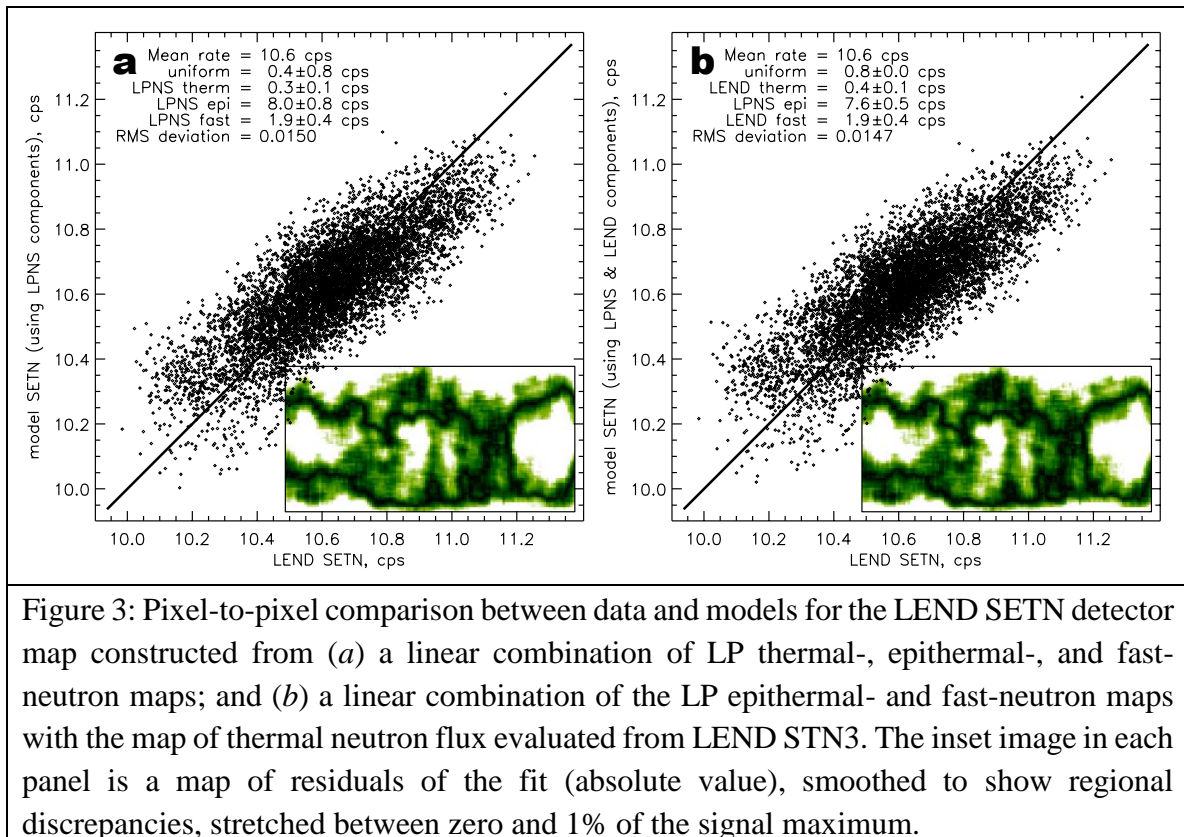 a
Mean rate = 10.6 cps
uniform = 0.4±0.8 cps
LPNS therm = 0.3±0.1 cps
LPNS epi = 8.0±0.8 cps
LPNS fast = 1.9±0.4 cps
RMS deviation = 0.0150
model SETN (using LPNS components), cps
11.2
11.0
10.8
10.6
10.4
10.2
10.0
10.0 10.2 10.4 10.6 10.8 11.0 11.2
LEND SETN, cps
b
Mean rate = 10.6 cps
uniform = 0.8±0.0 cps
LEND therm = 0.4±0.1 cps
LPNS epi = 7.6±0.5 cps
LEND fast = 1.9±0.4 cps
RMS deviation = 0.0147
model SETN (using LPNS & LEND components), cps
11.2
11.0
10.8
10.6
10.4
10.2
10.0
10.0 10.2 10.4 10.6 10.8 11.0 11.2
LEND SETN, cps
Figure 3: Pixel-to-pixel comparison between data and models for the LEND SETN detector
map constructed from (a) a linear combination of LP thermal-, epithermal-, and fast-
neutron maps; and (b) a linear combination of the LP epithermal- and fast-neutron maps
with the map of thermal neutron flux evaluated from LEND STN3. The inset image in each
panel is a map of residuals of the fit (absolute value), smoothed to show regional
discrepancies, stretched between zero and 1% of the signal maximum.